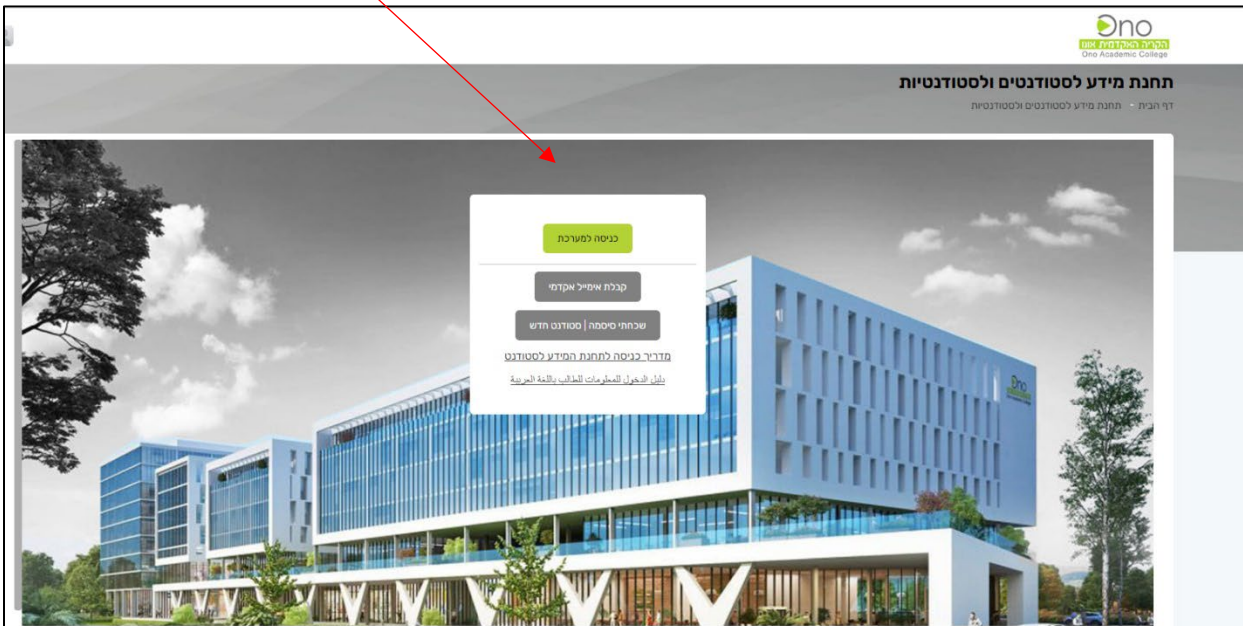 Ono
הקריה האקדמית אונו
Ono Academic College
תחנת מידע לסטודנטים ולסטודנטיות
דף הבית - תחנת מידע לסטודנטים ולסטודנטיות
כניסה למערכת
קבלת אימייל אקדמי
שכחתי סיסמה | סטודנט חדש
מדריך כניסה לתחנת המידע לסטודנט
دليل الدخول للمعلومات للطالب باللغة العربية
Ono